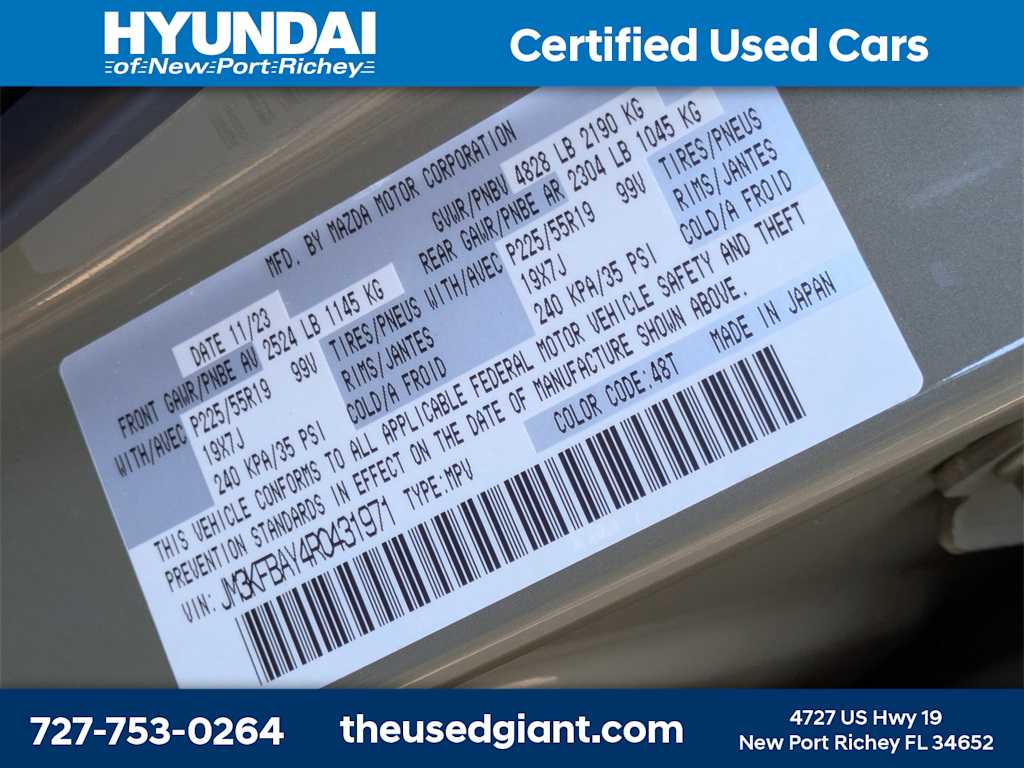 HYUNDAI
of New Port Richey
Certified Used Cars
MFD. BY MAZDA MOTOR CORPORATION
DATE 11/23
GVWR/PNBV 4828 LB 2190 KG
FRONT GAWR/PNBE AV 2524 LB 1145 KG
REAR GAWR/PNBE AR 2304 LB 1045 KG
WITH/AVEC P225/55R19 99V TIRES/PNEUS
19X7J RIMS/JANTES
240 KPA/35 PSI COLD/A FROID
WITH/AVEC P225/55R19 99V TIRES/PNEUS
19X7J RIMS/JANTES
240 KPA/35 PSI COLD/A FROID
THIS VEHICLE CONFORMS TO ALL APPLICABLE FEDERAL MOTOR VEHICLE SAFETY AND THEFT
PREVENTION STANDARDS IN EFFECT ON THE DATE OF MANUFACTURE SHOWN ABOVE.
VIN: JM3KFBAY4R0431971 TYPE:MPV
COLOR CODE:48T MADE IN JAPAN
727-753-0264
theusedgiant.com
4727 US Hwy 19
New Port Richey FL 34652